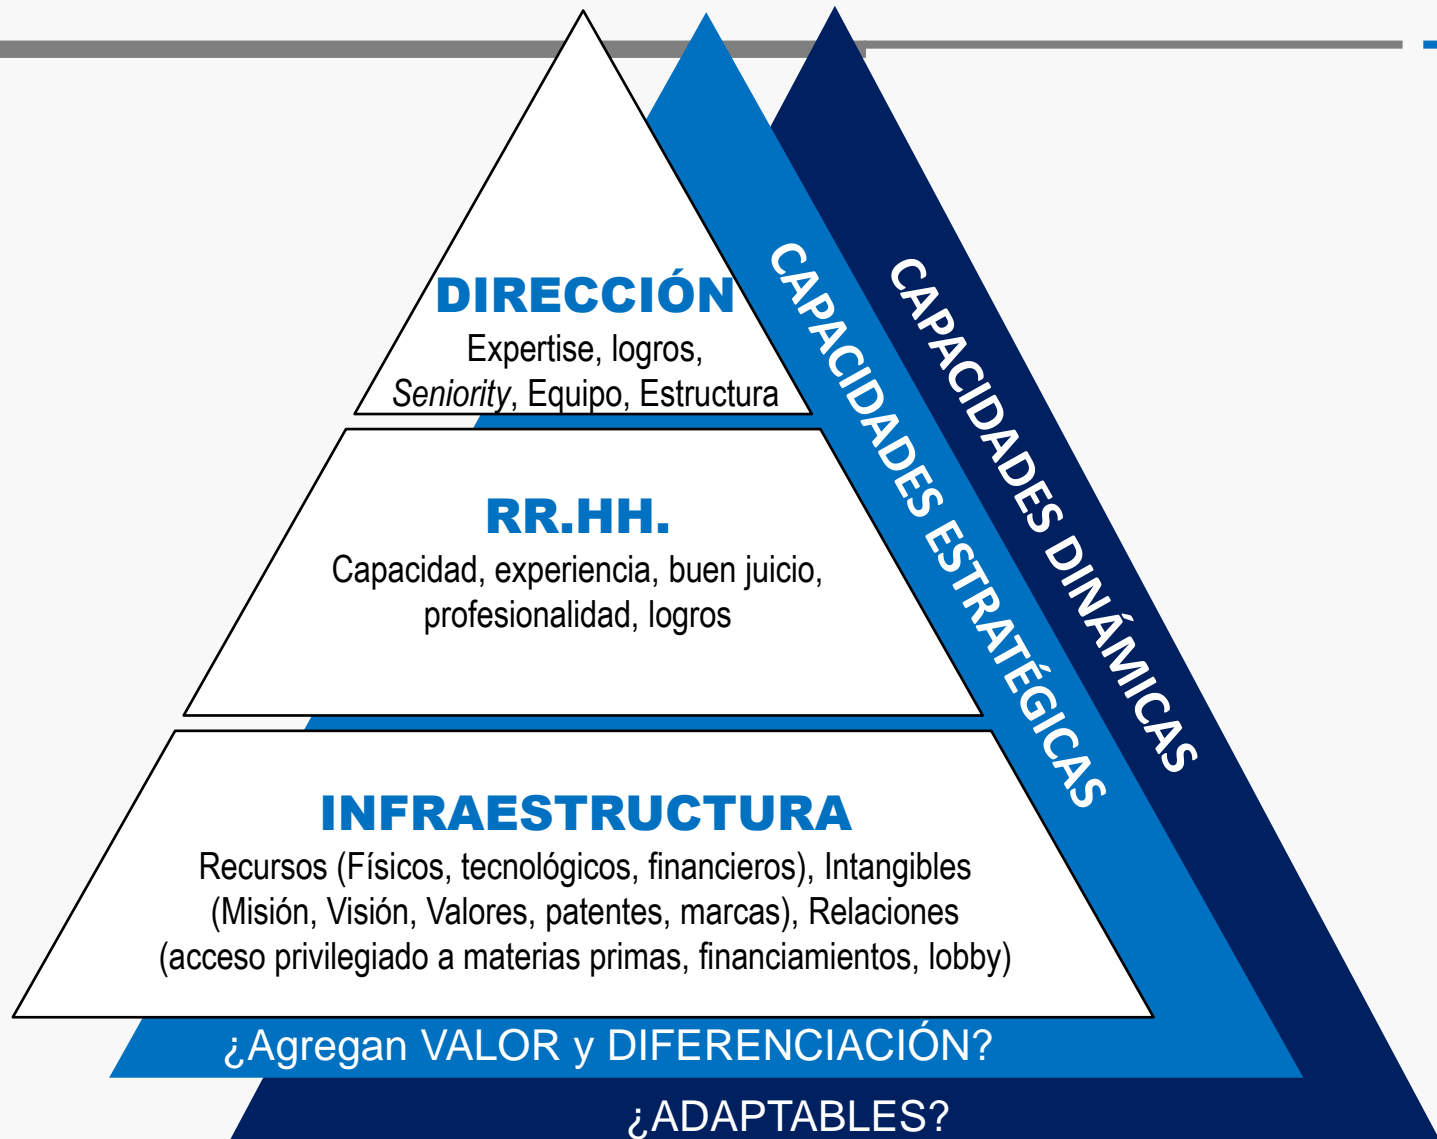 DIRECCIÓN
Expertise, logros,
Seniority, Equipo, Estructura
RR.HH.
Capacidad, experiencia, buen juicio,
profesionalidad, logros
INFRAESTRUCTURA
Recursos (Físicos, tecnológicos, financieros), Intangibles
(Misión, Visión, Valores, patentes, marcas), Relaciones
(acceso privilegiado a materias primas, financiamientos, lobby)
CAPACIDADES ESTRATÉGICAS
CAPACIDADES DINÁMICAS
¿Agregan VALOR y DIFERENCIACIÓN?
¿ADAPTABLES?